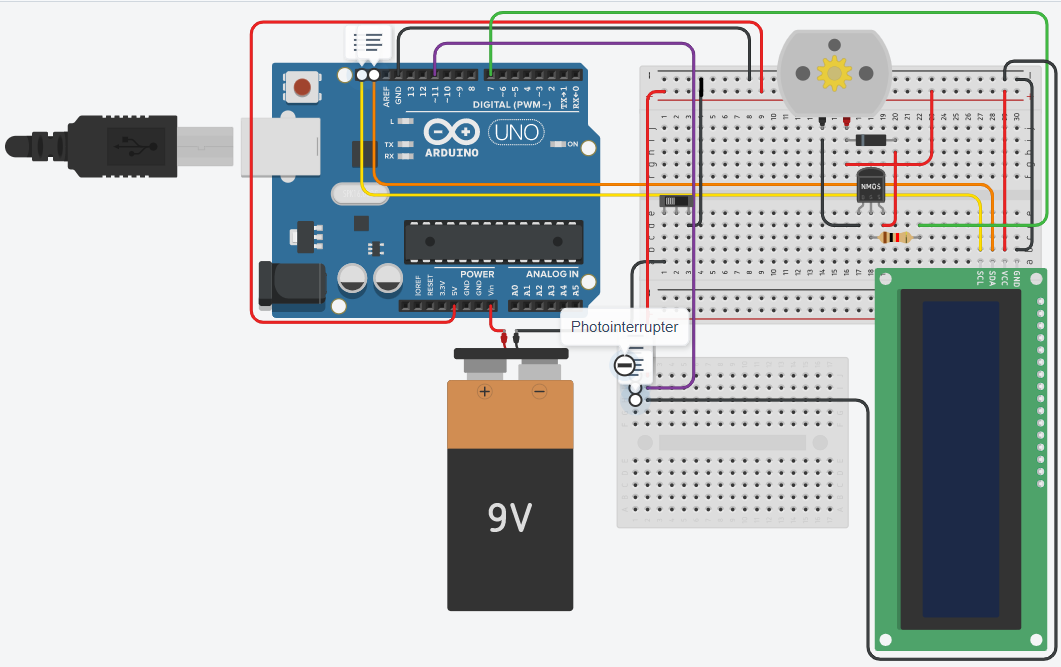 AREF
GND
13
12
~11
~10
~9
8
7
~6
~5
4
~3
2
TX→1
RX←0
DIGITAL (PWM~)
L
TX
RX
UNO
ARDUINO
ON
NMOS
POWER
ANALOG IN
IOREF
RESET
3.3V
5V
GND
GND
Vin
A0
A1
A2
A3
A4
A5
SCL
SDA
VCC
GND
Photointerrupter
+
−
9V